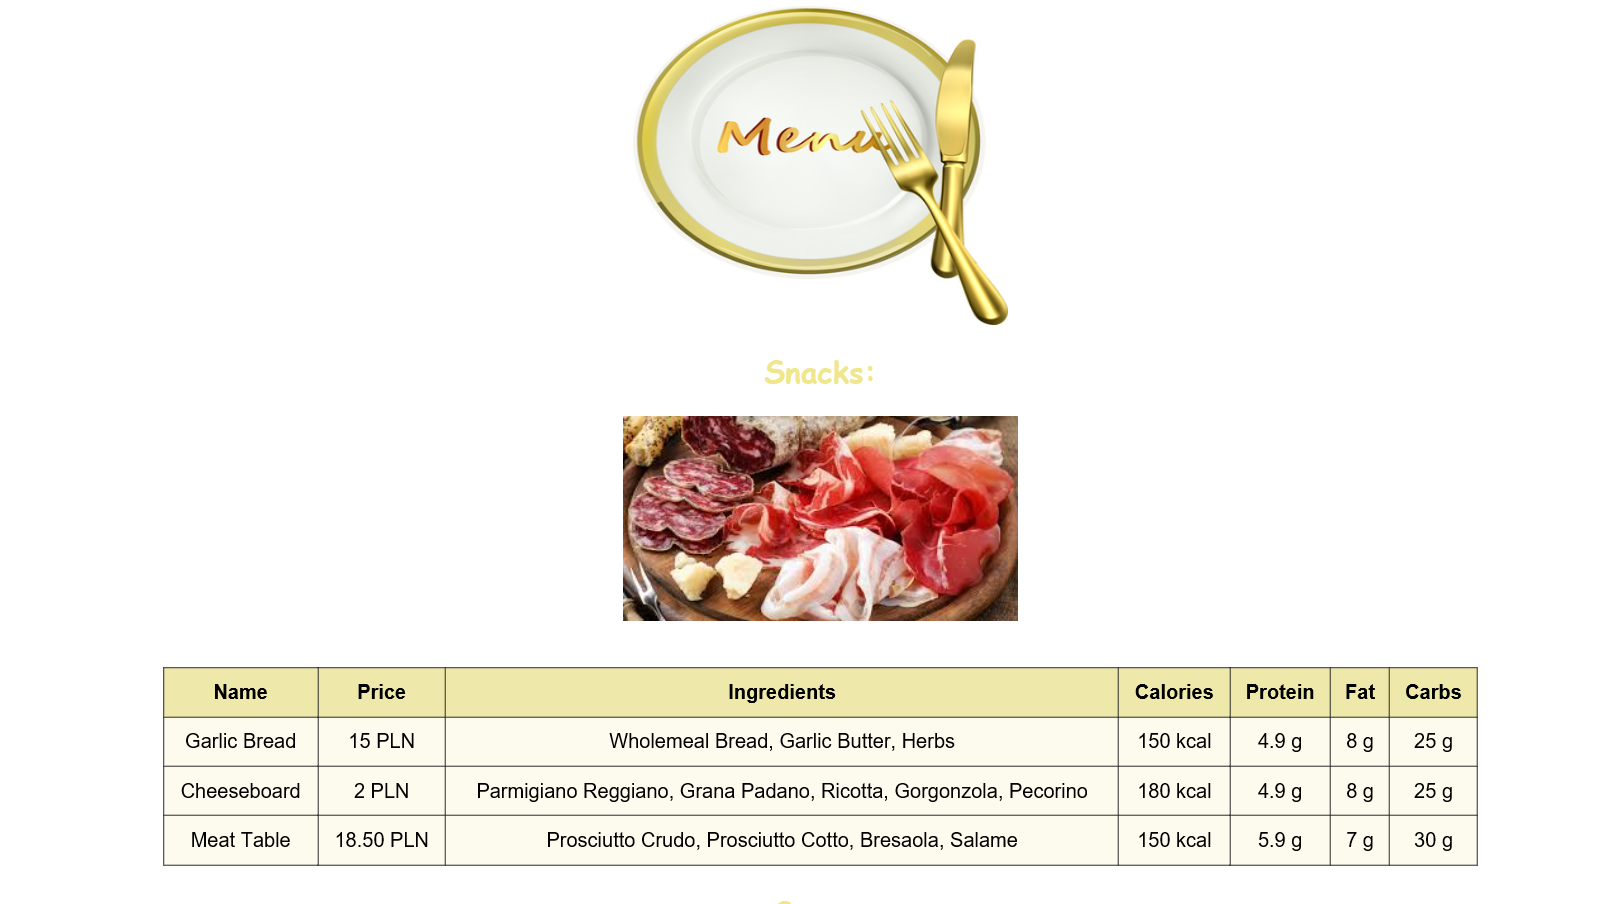 Menu
Snacks:
Name Price Ingredients Calories Protein Fat Carbs
Garlic Bread 15 PLN Wholemeal Bread, Garlic Butter, Herbs 150 kcal 4.9 g 8 g 25 g
Cheeseboard 2 PLN Parmigiano Reggiano, Grana Padano, Ricotta, Gorgonzola, Pecorino 180 kcal 4.9 g 8 g 25 g
Meat Table 18.50 PLN Prosciutto Crudo, Prosciutto Cotto, Bresaola, Salame 150 kcal 5.9 g 7 g 30 g